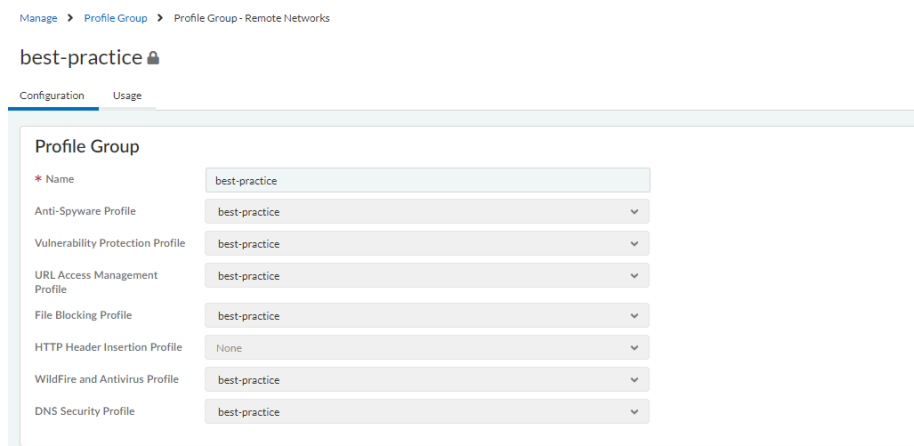 Manage > Profile Group > Profile Group - Remote Networks
best-practice
Configuration Usage
Profile Group
* Name best-practice
Anti-Spyware Profile best-practice
Vulnerability Protection Profile best-practice
URL Access Management
Profile best-practice
File Blocking Profile best-practice
HTTP Header Insertion Profile None
WildFire and Antivirus Profile best-practice
DNS Security Profile best-practice